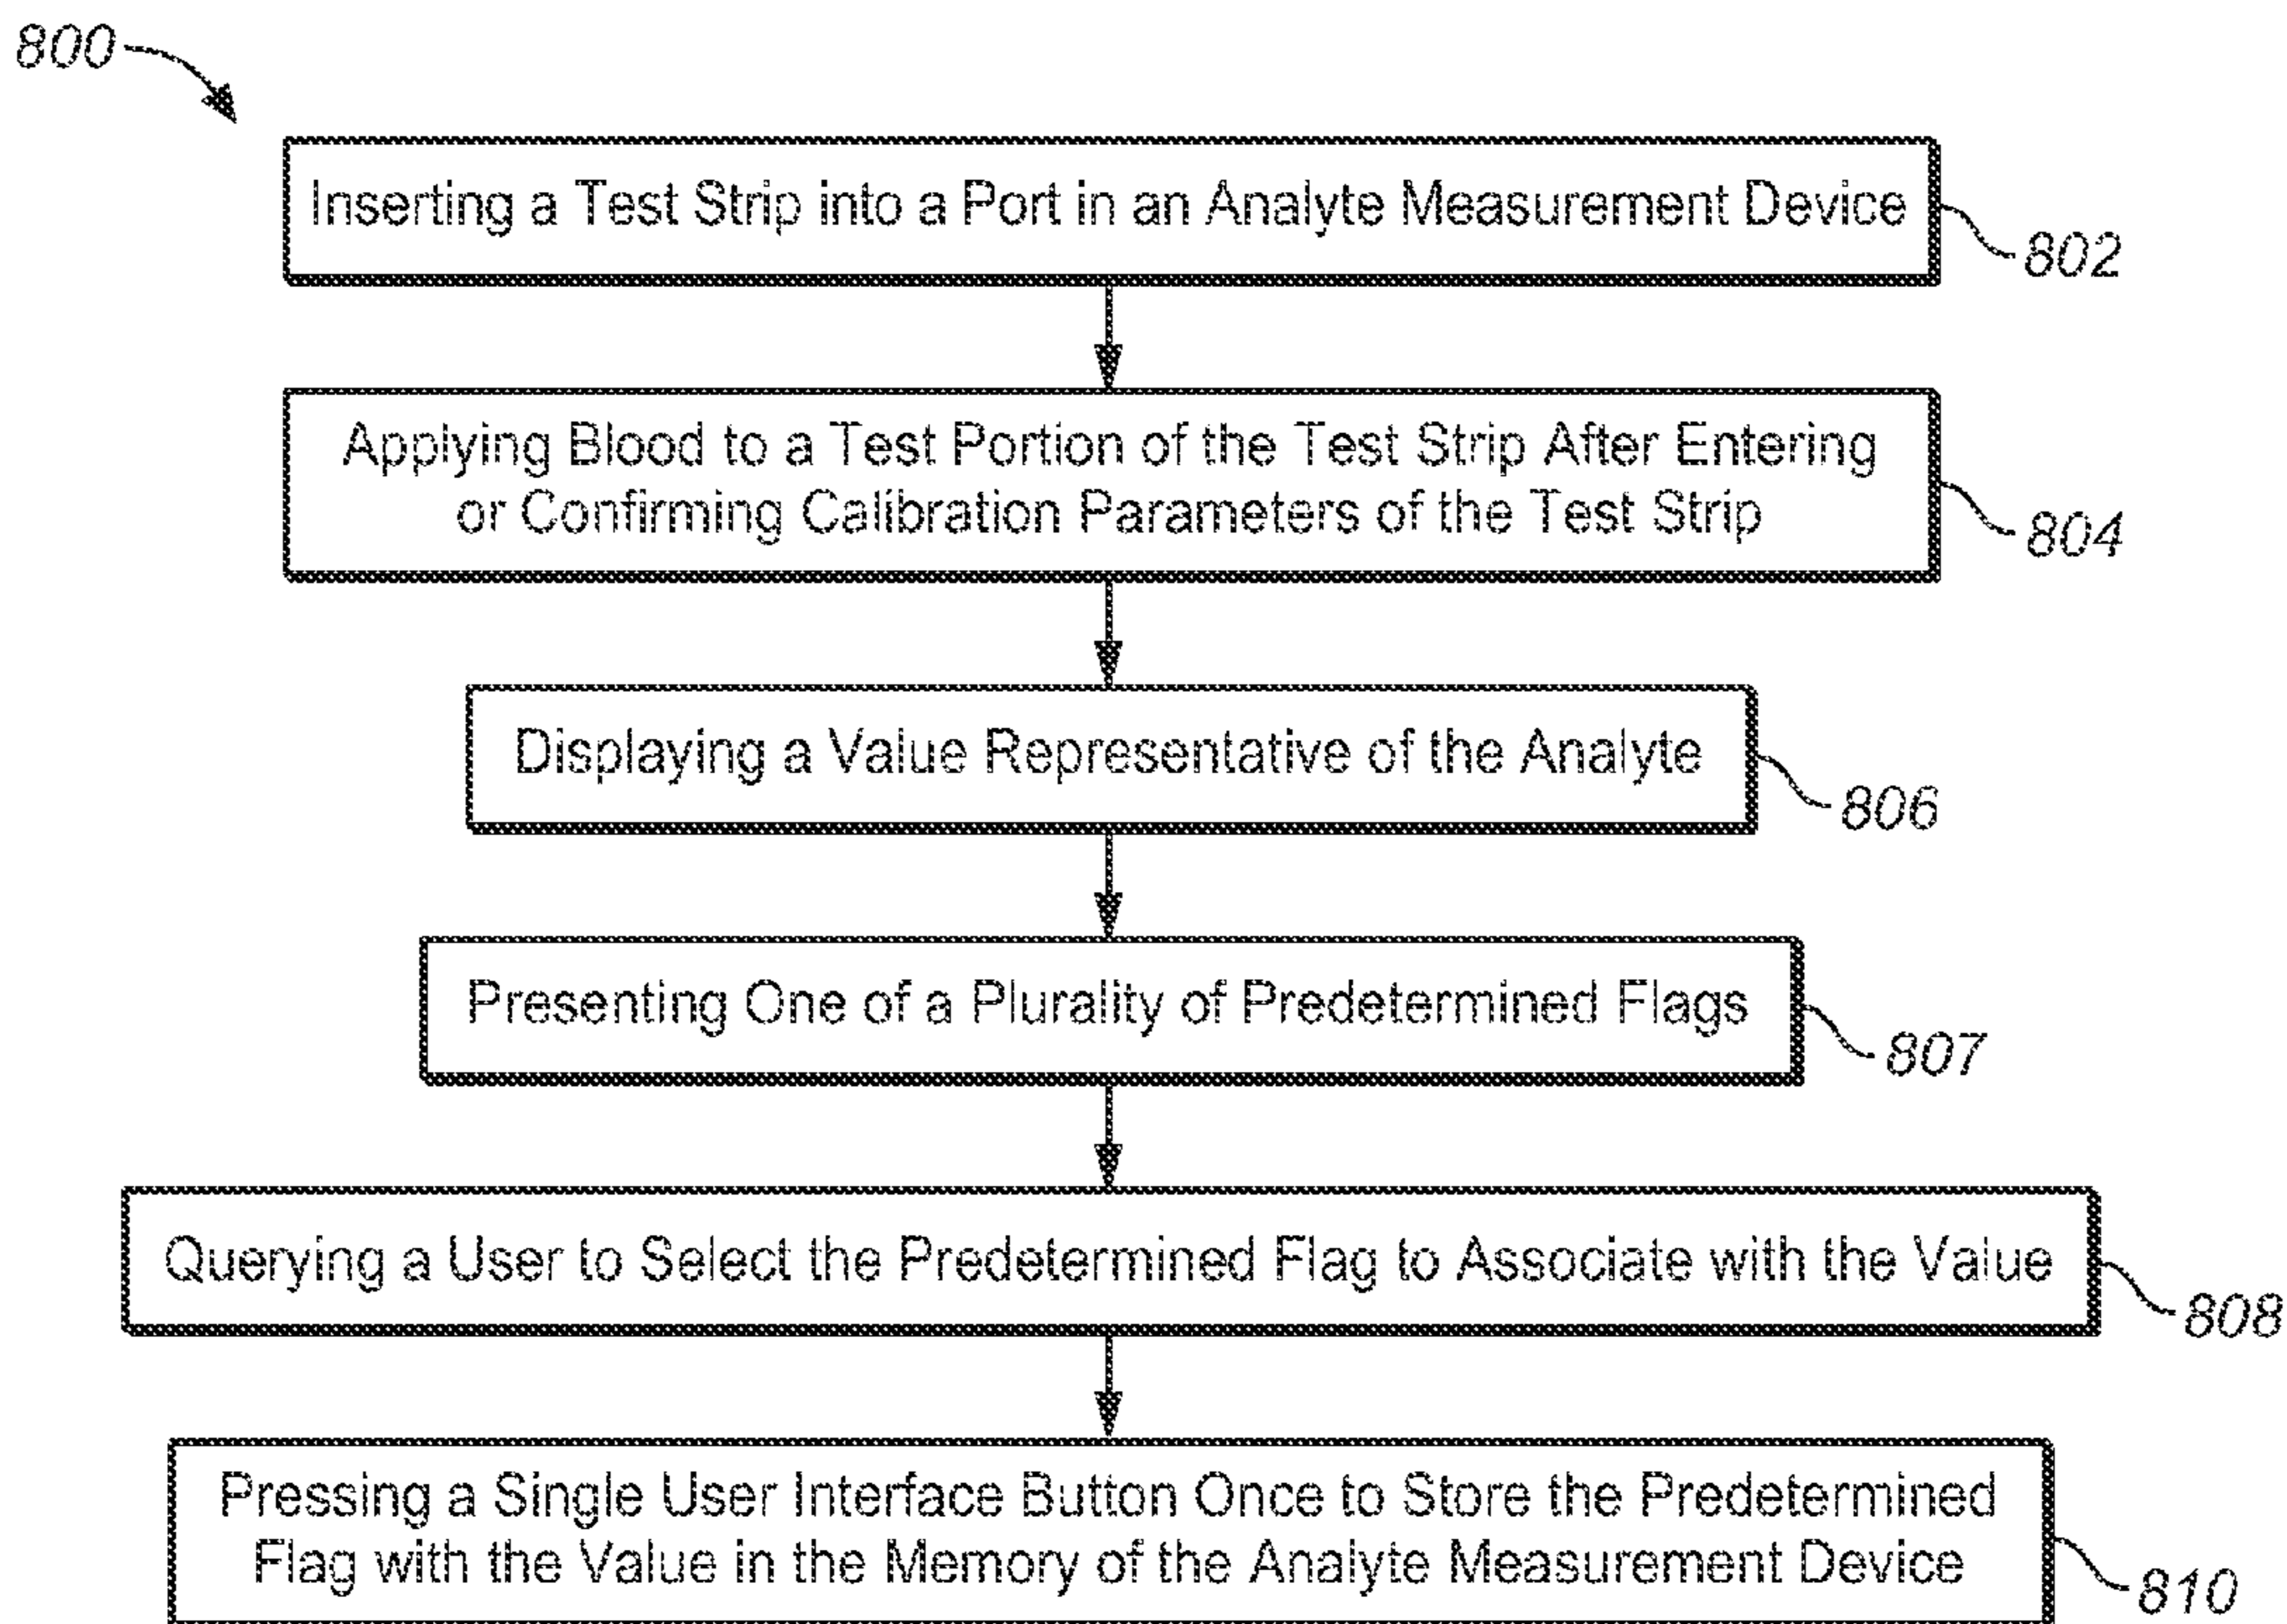 800
Inserting a Test Strip into a Port in an Analyte Measurement Device
802
Applying Blood to a Test Portion of the Test Strip After Entering
or Confirming Calibration Parameters of the Test Strip
804
Displaying a Value Representative of the Analyte
806
Presenting One of a Plurality of Predetermined Flags
807
Querying a User to Select the Predetermined Flag to Associate with the Value
808
Pressing a Single User Interface Button Once to Store the Predetermined
Flag with the Value in the Memory of the Analyte Measurement Device
810